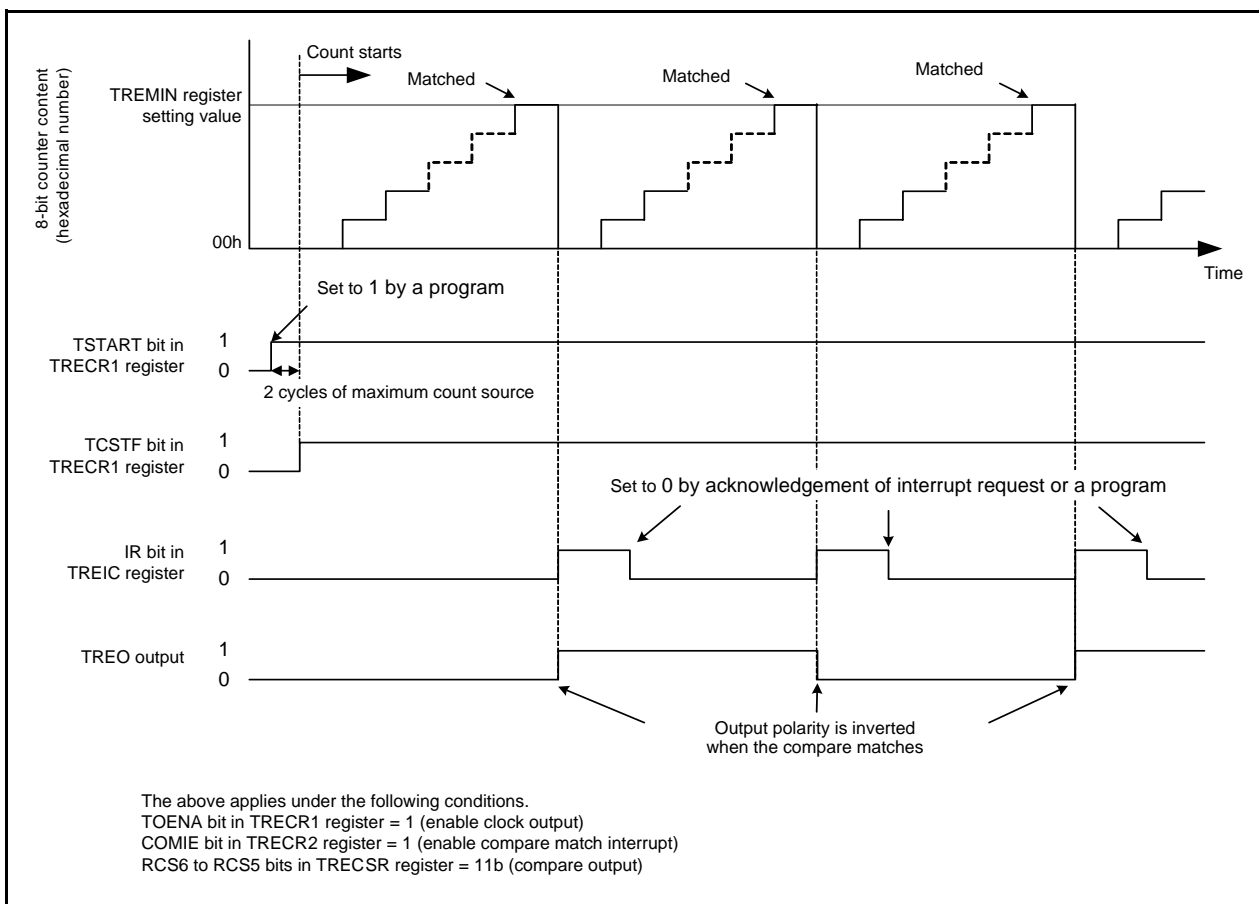 Count starts
Matched
Matched
Matched
8-bit counter content
(hexadecimal number)
TREMIN register
setting value
00h
Time
Set to 1 by a program
TSTART bit in
TRECR1 register
1
0
2 cycles of maximum count source
TCSTF bit in
TRECR1 register
1
0
Set to 0 by acknowledgement of interrupt request or a program
IR bit in
TREIC register
1
0
TREO output
1
0
Output polarity is inverted
when the compare matches
The above applies under the following conditions.
TOENA bit in TRECR1 register = 1 (enable clock output)
COMIE bit in TRECR2 register = 1 (enable compare match interrupt)
RCS6 to RCS5 bits in TRECSR register = 11b (compare output)